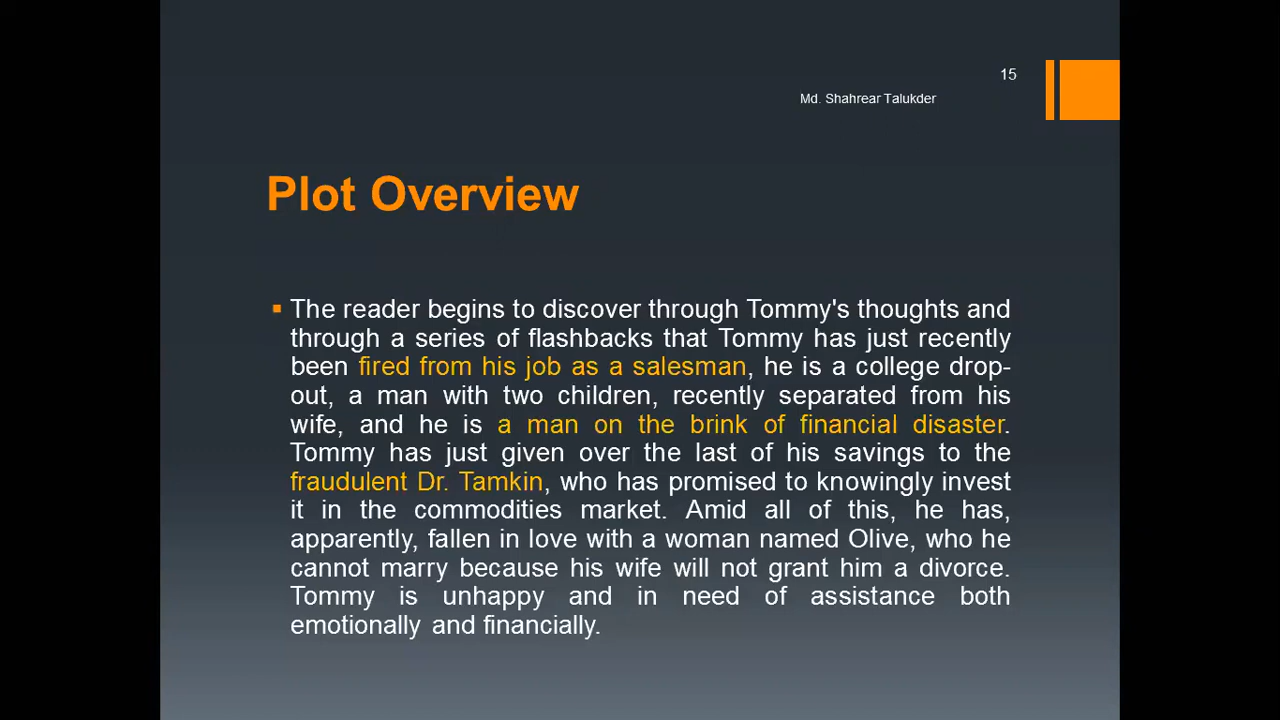 15
Md. Shahrear Talukder
Plot Overview
The reader begins to discover through Tommy's thoughts and
through a series of flashbacks that Tommy has just recently
been fired from his job as a salesman, he is a college drop-
out, a man with two children, recently separated from his
wife, and he is a man on the brink of financial disaster.
Tommy has just given over the last of his savings to the
fraudulent Dr. Tamkin, who has promised to knowingly invest
it in the commodities market. Amid all of this, he has,
apparently, fallen in love with a woman named Olive, who he
cannot marry because his wife will not grant him a divorce.
Tommy is unhappy and in need of assistance both
emotionally and financially.